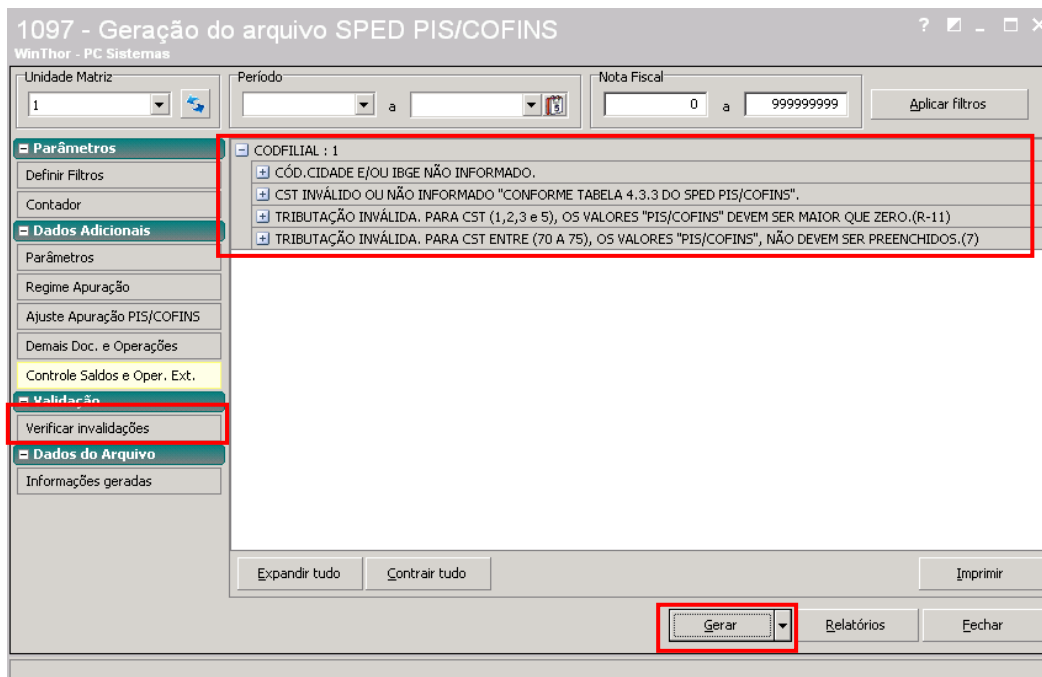 1097 - Geração do arquivo SPED PIS/COFINS
WinThor - PC Sistemas
Unidade Matriz
1
Período
a
Nota Fiscal
0 a 999999999
Aplicar filtros
Parâmetros
Definir Filtros
Contador
Dados Adicionais
Parâmetros
Regime Apuração
Ajuste Apuração PIS/COFINS
Demais Doc. e Operações
Controle Saldos e Oper. Ext.
Validação
Verificar invalidações
Dados do Arquivo
Informações geradas
CODFILIAL : 1
CÓD.CIDADE E/OU IBGE NÃO INFORMADO.
CST INVÁLIDO OU NÃO INFORMADO "CONFORME TABELA 4.3.3 DO SPED PIS/COFINS".
TRIBUTAÇÃO INVÁLIDA. PARA CST (1,2,3 e 5), OS VALORES "PIS/COFINS" DEVEM SER MAIOR QUE ZERO.(R-11)
TRIBUTAÇÃO INVÁLIDA. PARA CST ENTRE (70 A 75), OS VALORES "PIS/COFINS", NÃO DEVEM SER PREENCHIDOS.(7)
Expandir tudo
Contrair tudo
Imprimir
Gerar
Relatórios
Fechar